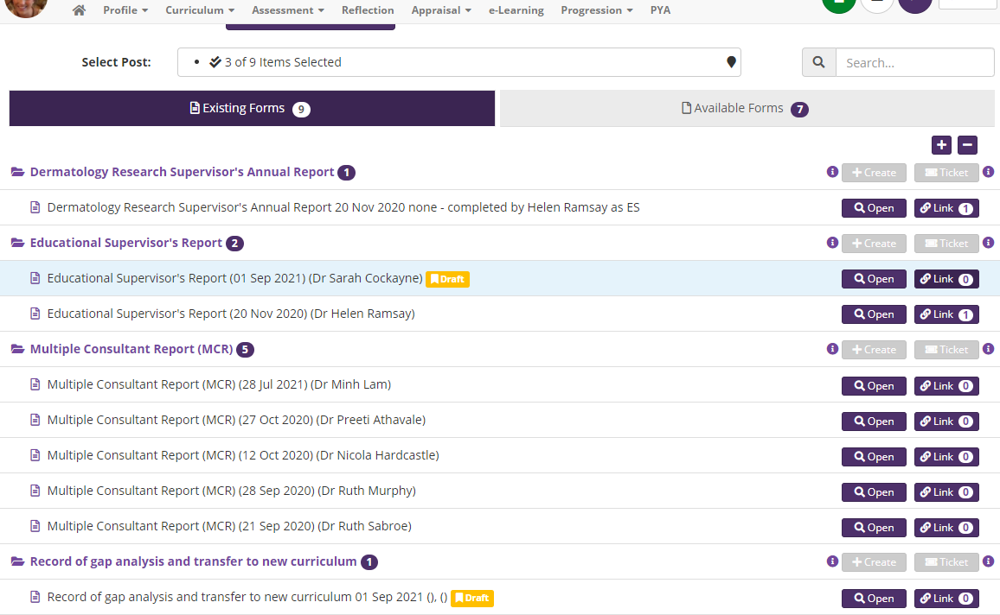 Profile Curriculum Assessment Reflection Appraisal e-Learning Progression PYA
Select Post: 3 of 9 Items Selected Search...
Existing Forms 9 Available Forms 7
Dermatology Research Supervisor's Annual Report 1 Create Ticket
Dermatology Research Supervisor's Annual Report 20 Nov 2020 none - completed by Helen Ramsay as ES Open Link 1
Educational Supervisor's Report 2 Create Ticket
Educational Supervisor's Report (01 Sep 2021) (Dr Sarah Cockayne) Draft Open Link 0
Educational Supervisor's Report (20 Nov 2020) (Dr Helen Ramsay) Open Link 1
Multiple Consultant Report (MCR) 5 Create Ticket
Multiple Consultant Report (MCR) (28 Jul 2021) (Dr Minh Lam) Open Link 0
Multiple Consultant Report (MCR) (27 Oct 2020) (Dr Preeti Athavale) Open Link 0
Multiple Consultant Report (MCR) (12 Oct 2020) (Dr Nicola Hardcastle) Open Link 0
Multiple Consultant Report (MCR) (28 Sep 2020) (Dr Ruth Murphy) Open Link 0
Multiple Consultant Report (MCR) (21 Sep 2020) (Dr Ruth Sabroe) Open Link 0
Record of gap analysis and transfer to new curriculum 1 Create Ticket
Record of gap analysis and transfer to new curriculum 01 Sep 2021 (), () Draft Open Link 0